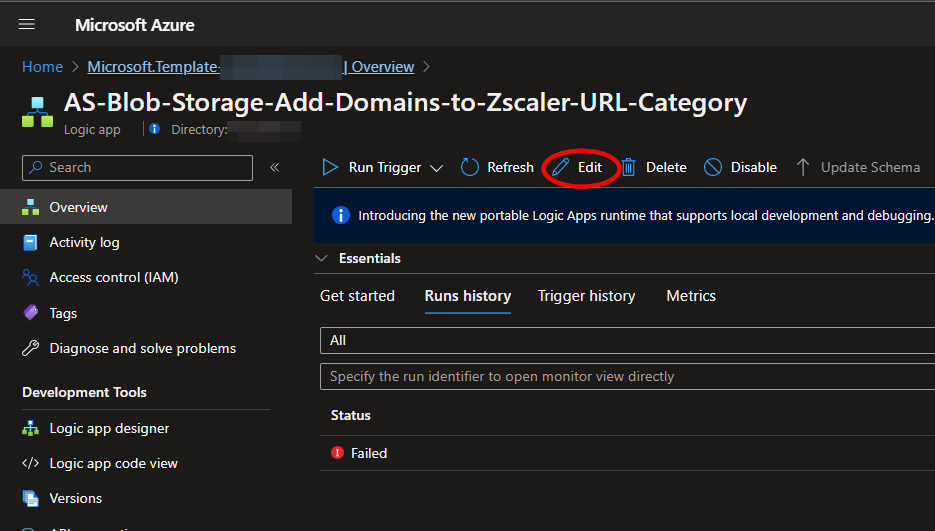 Microsoft Azure
Home > Microsoft.Template- | Overview >
AS-Blob-Storage-Add-Domains-to-Zscaler-URL-Category
Logic app
Directory:
Search
«
Run Trigger
Refresh
Edit
Delete
Disable
Update Schema
Overview
Activity log
Access control (IAM)
Tags
Diagnose and solve problems
Development Tools
Logic app designer
Logic app code view
Versions
Introducing the new portable Logic Apps runtime that supports local development and debugging.
Essentials
Get started
Runs history
Trigger history
Metrics
All
Specify the run identifier to open monitor view directly
Status
Failed